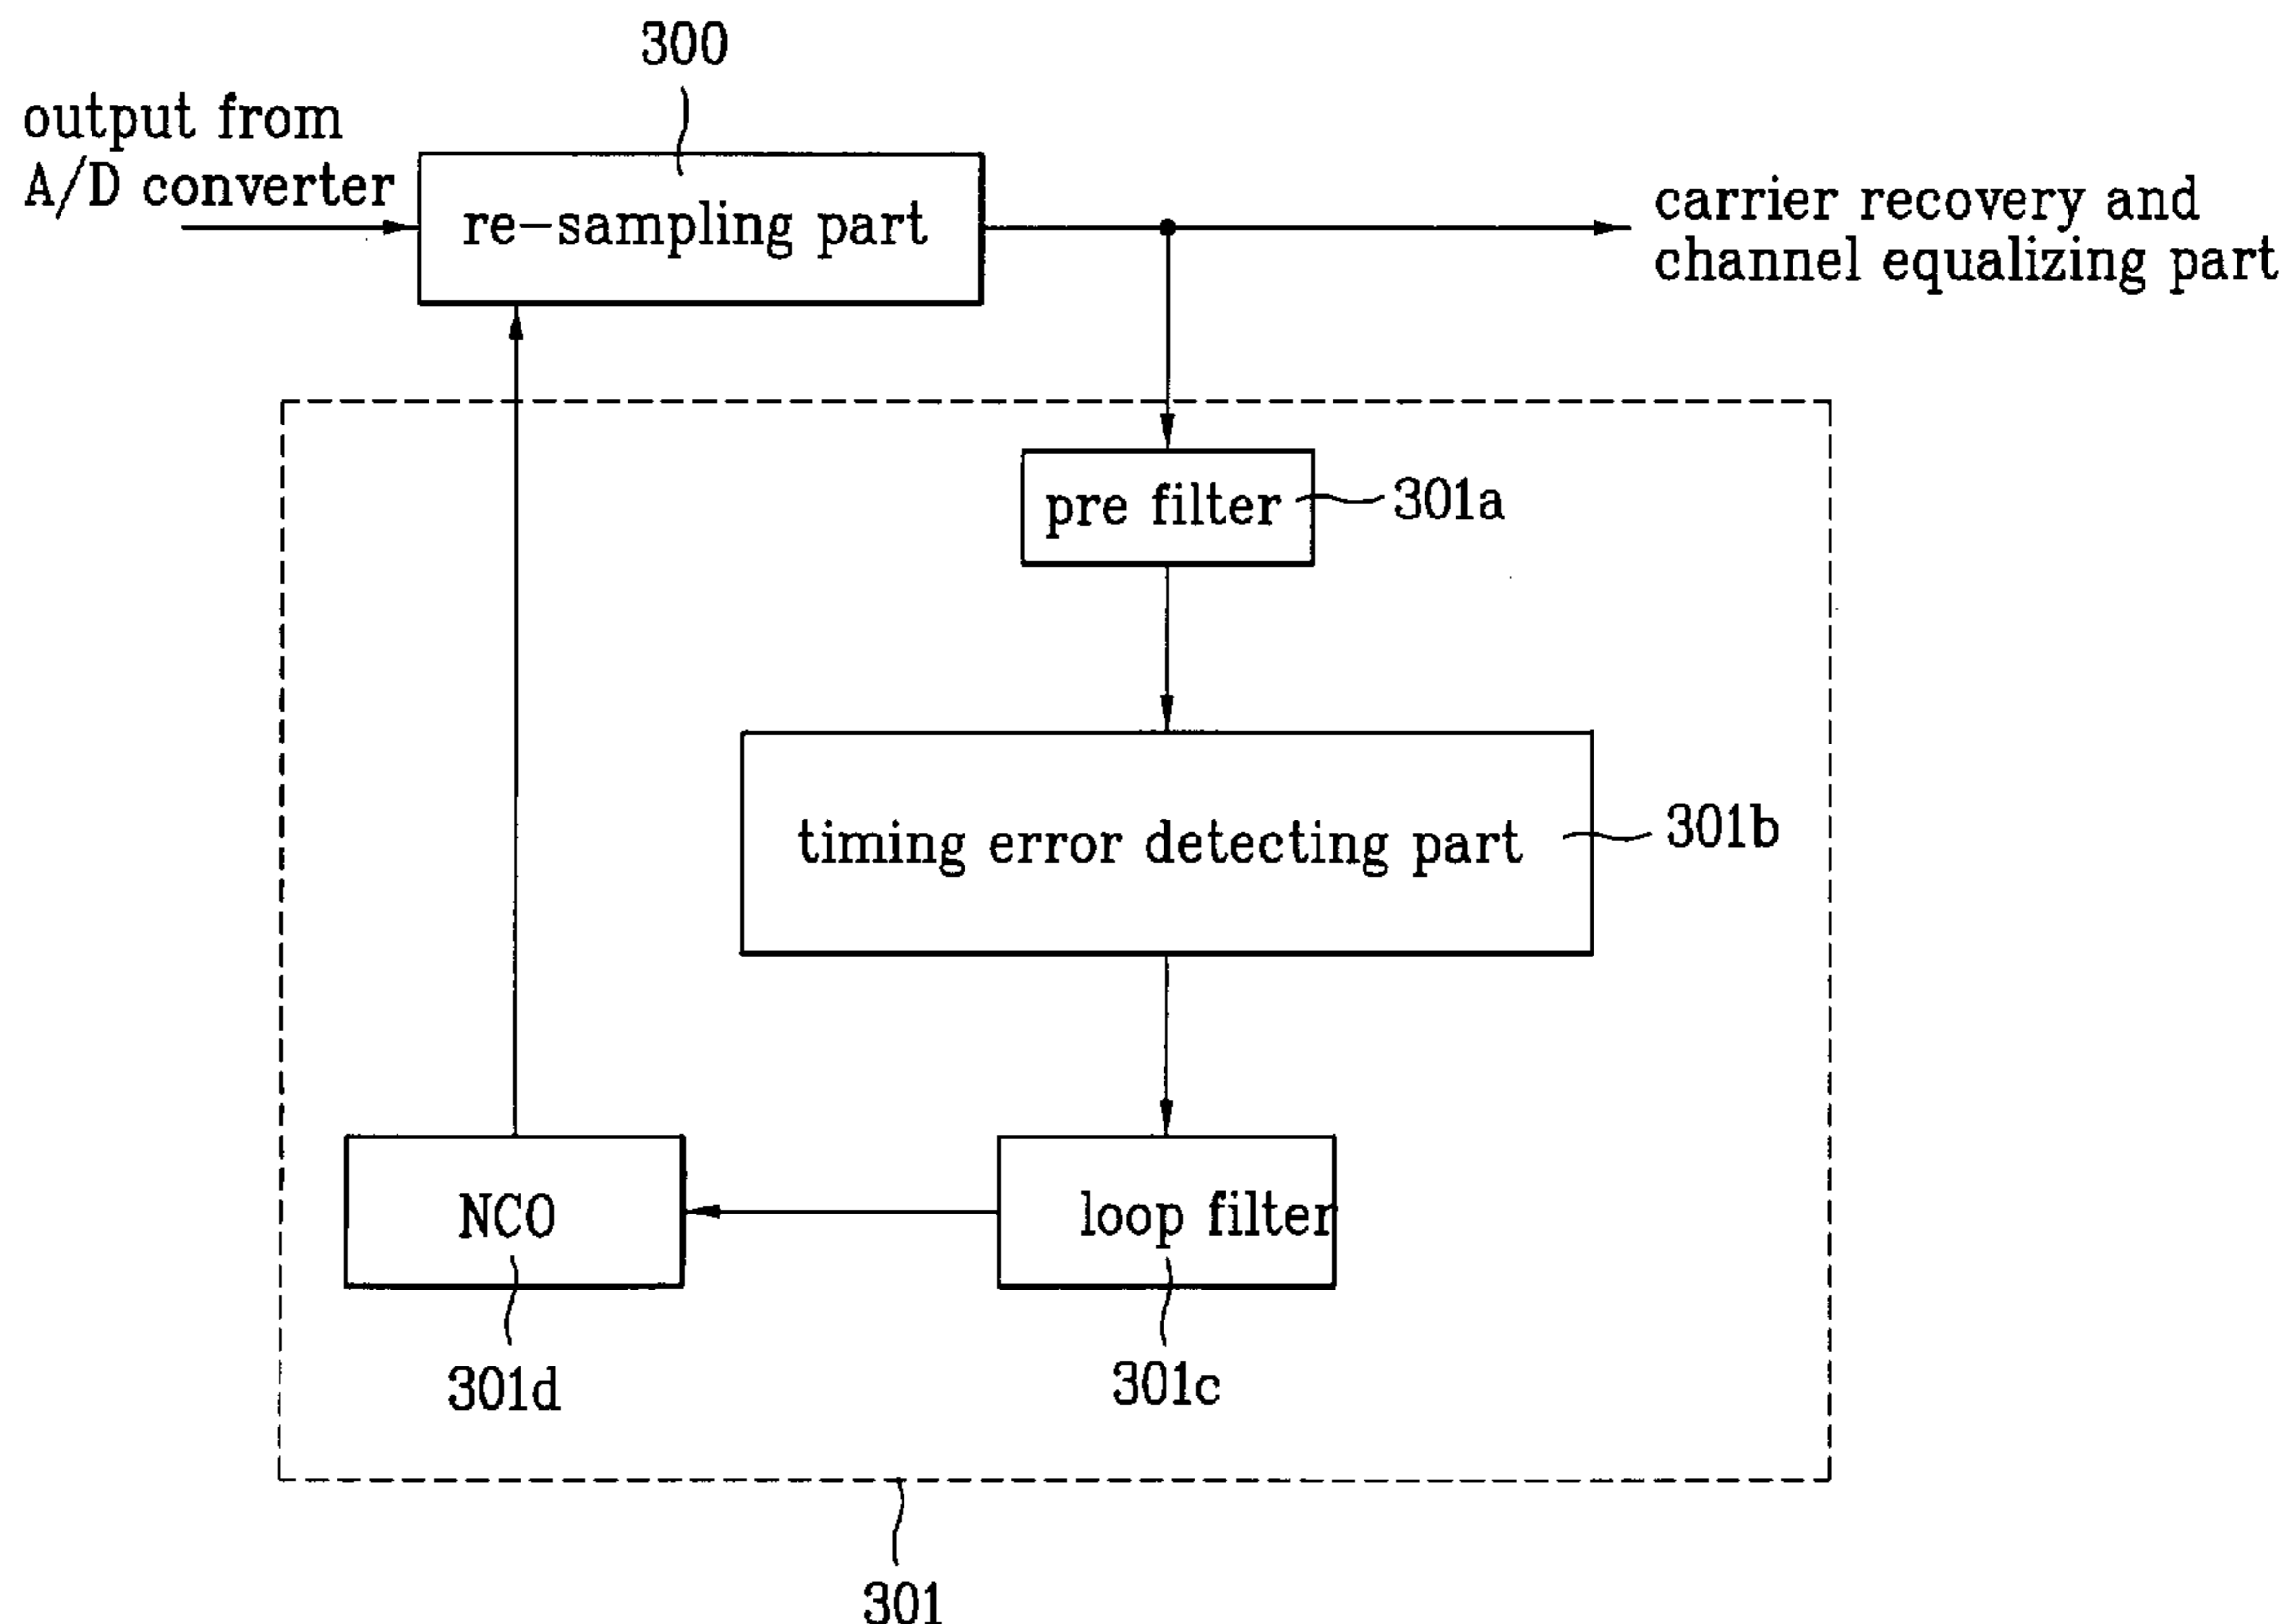 300
output from
A/D converter
re-sampling part
carrier recovery and
channel equalizing part
pre filter
301a
timing error detecting part
301b
NCO
loop filter
301d
301c
301